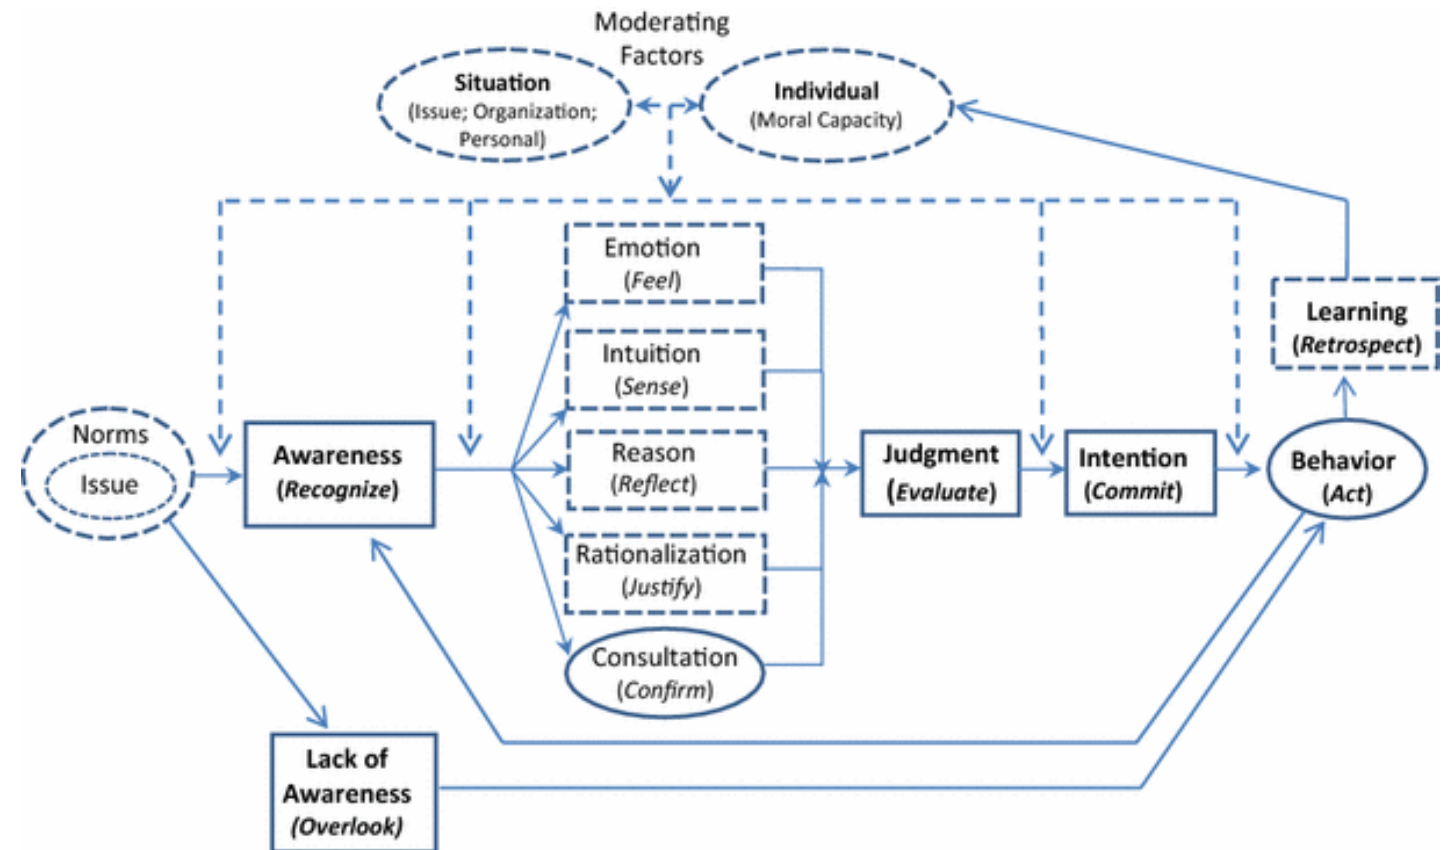 Moderating
Factors
Situation
(Issue; Organization;
Personal)
Individual
(Moral Capacity)
Emotion
(Feel)
Intuition
(Sense)
Learning
(Retrospect)
Norms
Issue
Awareness
(Recognize)
Reason
(Reflect)
Judgment
(Evaluate)
Intention
(Commit)
Behavior
(Act)
Rationalization
(Justify)
Consultation
(Confirm)
Lack of
Awareness
(Overlook)